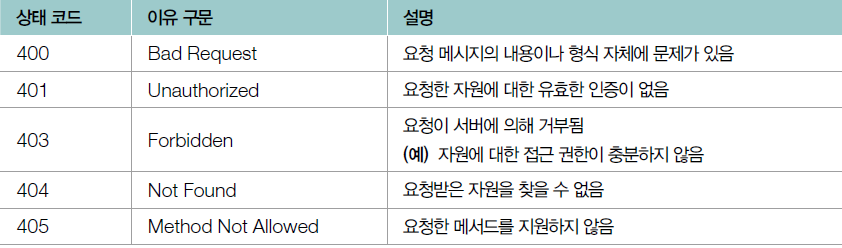 상태 코드 이유 구문 설명
400 Bad Request 요청 메시지의 내용이나 형식 자체에 문제가 있음
401 Unauthorized 요청한 자원에 대한 유효한 인증이 없음
403 Forbidden 요청이 서버에 의해 거부됨
(예) 자원에 대한 접근 권한이 충분하지 않음
404 Not Found 요청받은 자원을 찾을 수 없음
405 Method Not Allowed 요청한 메서드를 지원하지 않음